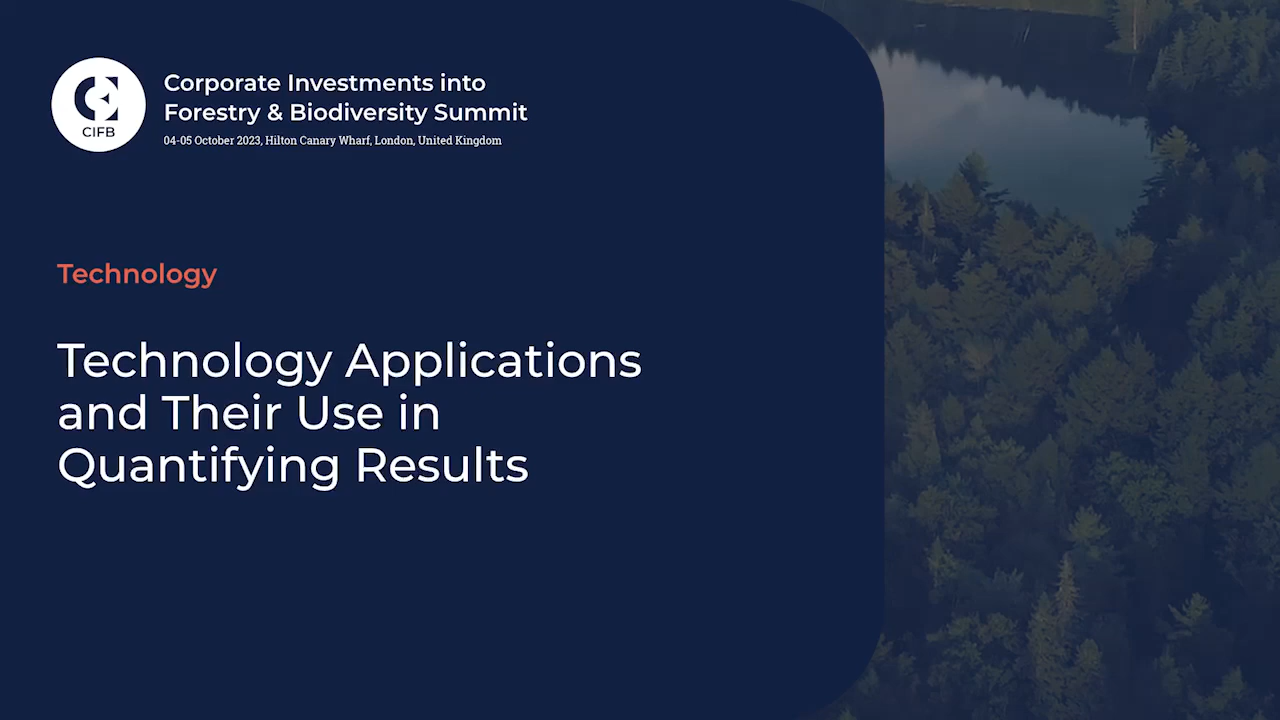 CIFB
Corporate Investments into
Forestry & Biodiversity Summit
04-05 October 2023, Hilton Canary Wharf, London, United Kingdom
Technology
Technology Applications
and Their Use in
Quantifying Results